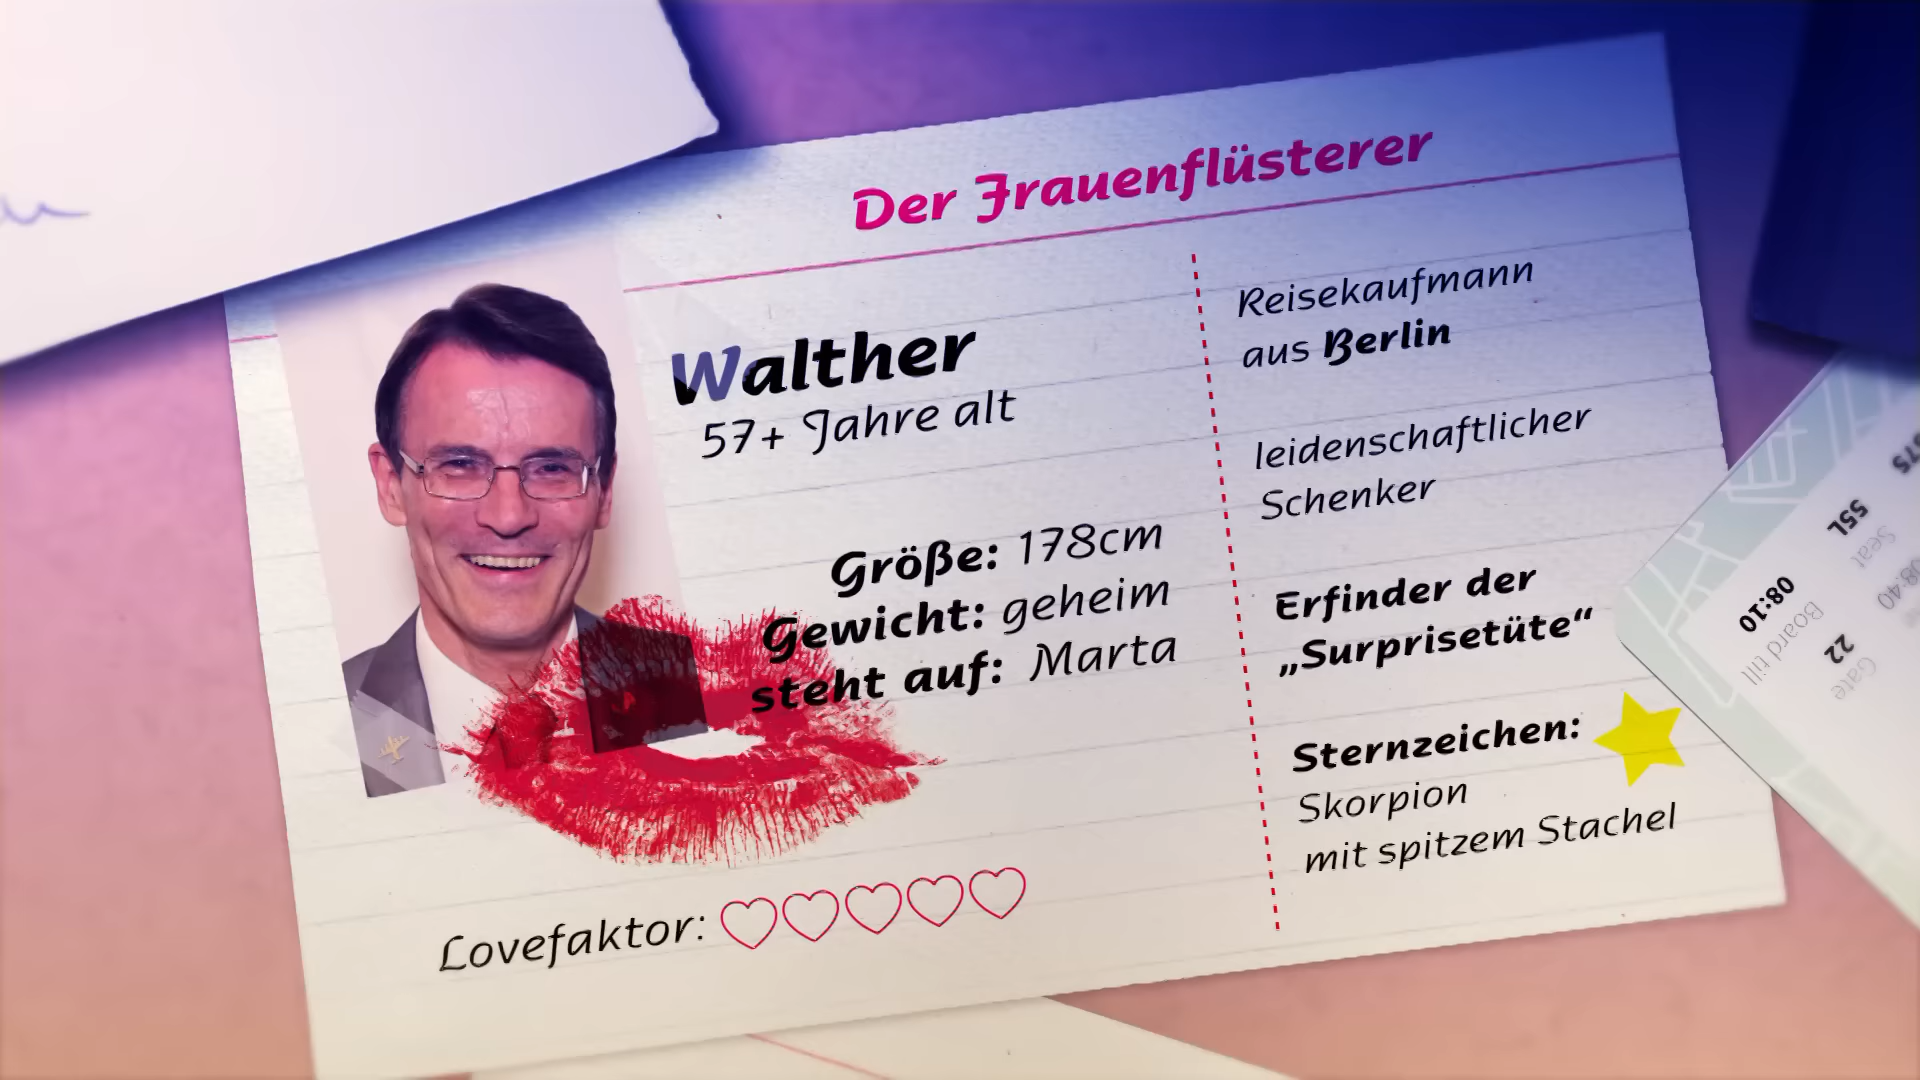 Der Frauenflüsterer
Walther
57+ Jahre alt
Größe: 178cm
Gewicht: geheim
steht auf: Marta
Lovefaktor:
Reisekaufmann
aus Berlin
leidenschaftlicher
Schenker
Erfinder der
„Surprisetüte“
Sternzeichen:
Skorpion
mit spitzem Stachel
08:10
Board till
22
Gate
55L
Seat
08:40